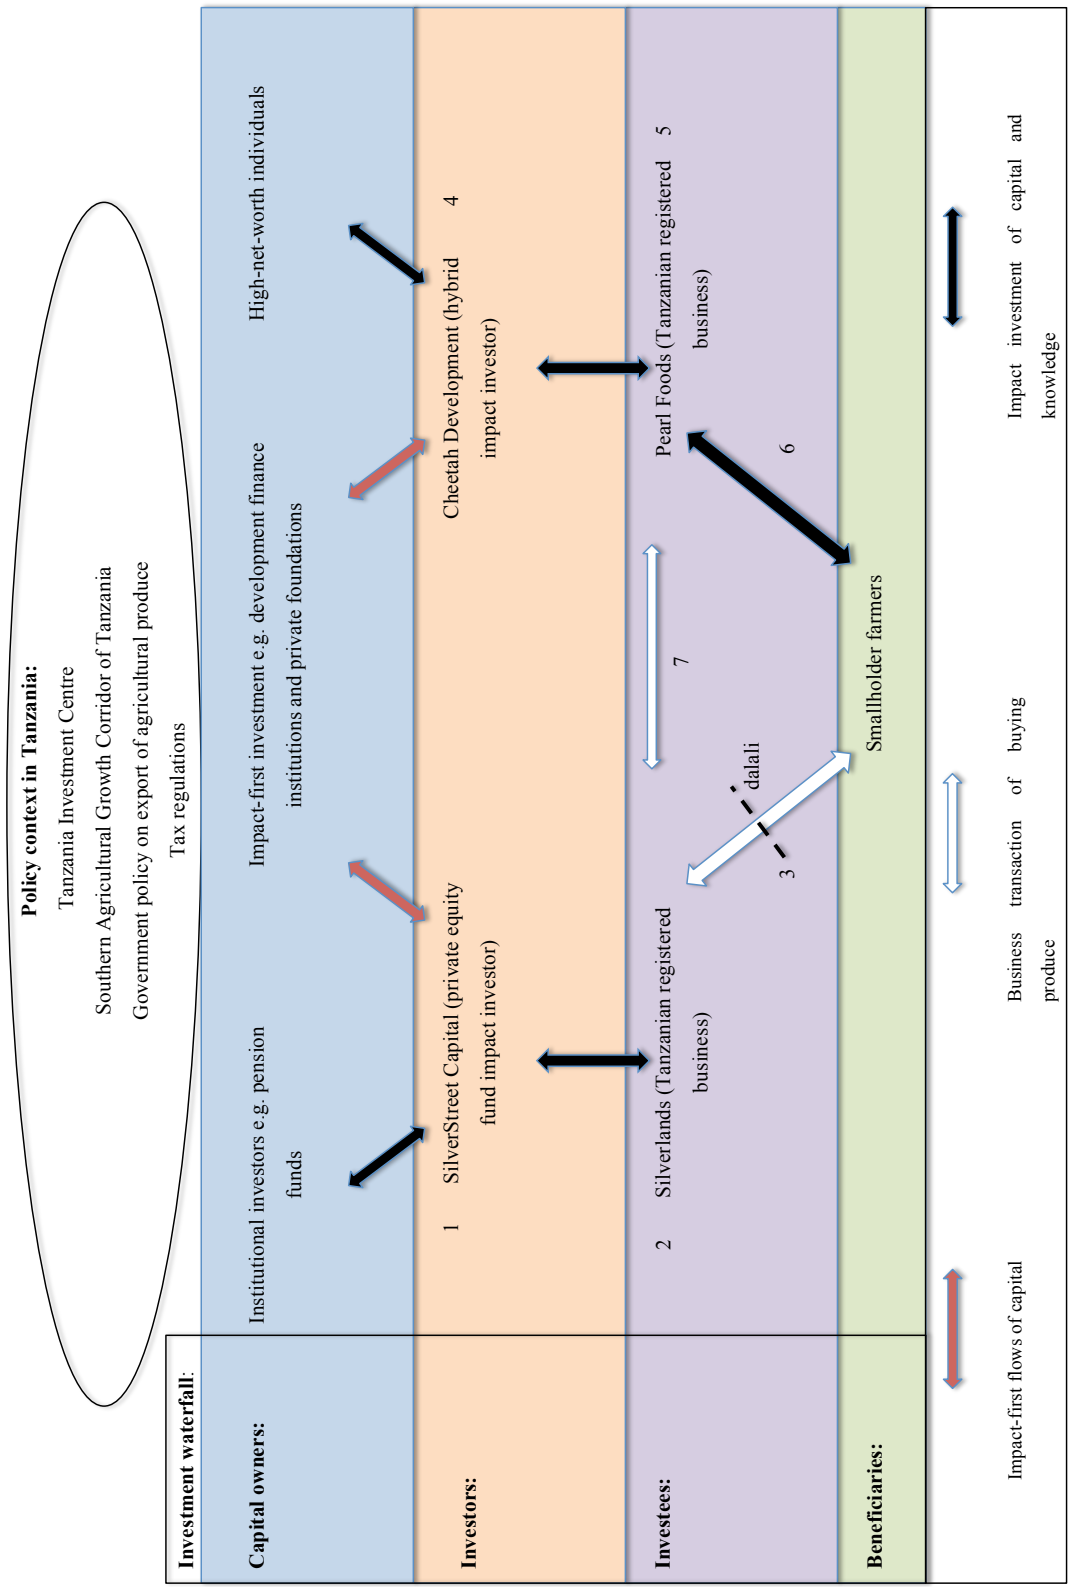 Policy context in Tanzania:
Tanzania Investment Centre
Southern Agricultural Growth Corridor of Tanzania
Government policy on export of agricultural produce
Tax regulations
Investment waterfall:
Capital owners:
Institutional investors e.g. pension
funds
Impact-first investment e.g. development finance
institutions and private foundations
High-net-worth individuals
Investors:
1
SilverStreet Capital (private equity
fund impact investor)
Cheetah Development (hybrid
impact investor)
4
Investees:
2
Silverlands (Tanzanian registered
business)
Pearl Foods (Tanzanian registered
business)
5
7
dalali
3
6
Beneficiaries:
Smallholder farmers
Impact-first flows of capital
Business transaction of buying
produce
Impact investment of capital and
knowledge